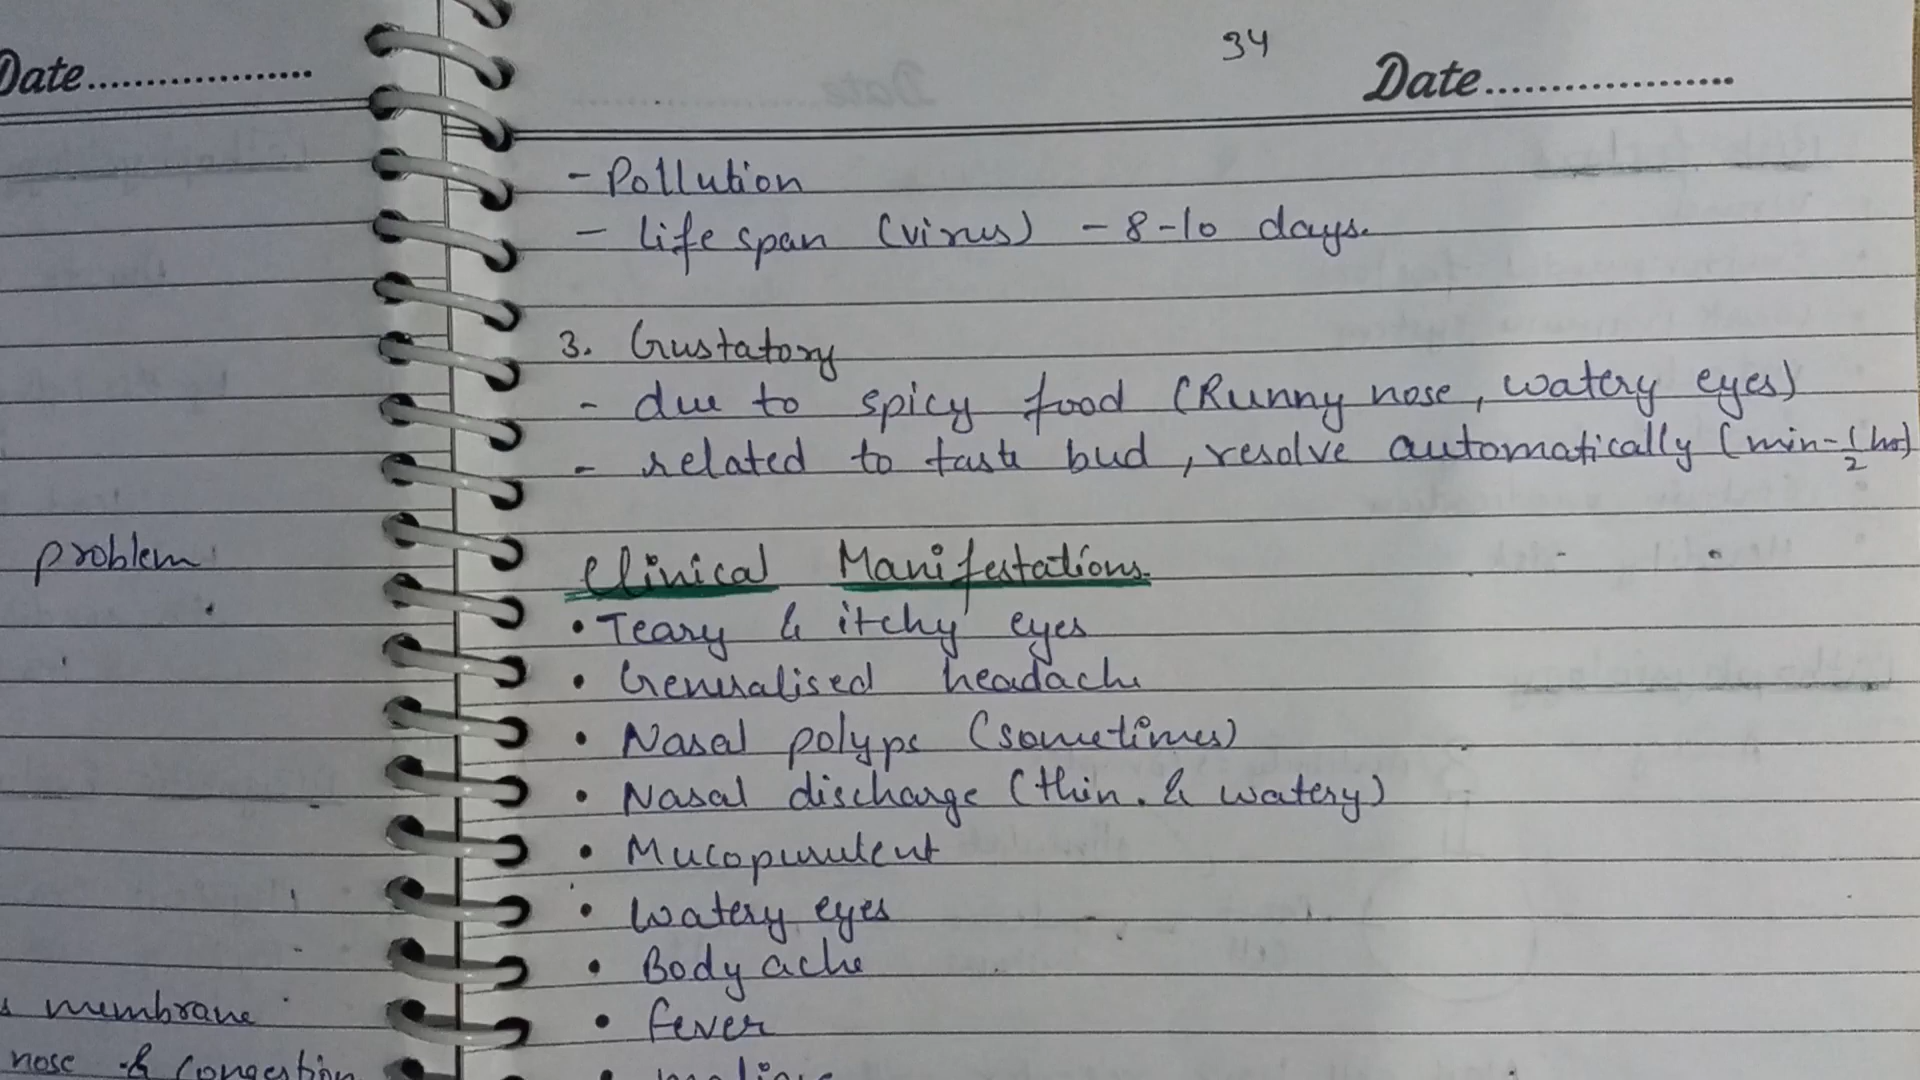 Date...................
problem
membrane
nose & congestion
34
Date...................
- Pollution
- life span (virus) - 8-10 days.
3. Gustatory
- due to spicy food (Runny nose, watery eyes)
- related to taste bud, resolve automatically (min-1/2 hr)
Clinical Manifestations.
• Teary & itchy eyes
• Generalised headache
• Nasal polyps (sometimes)
• Nasal discharge (thin & watery)
• Mucopurulent
• Watery eyes
• Body ache
• fever